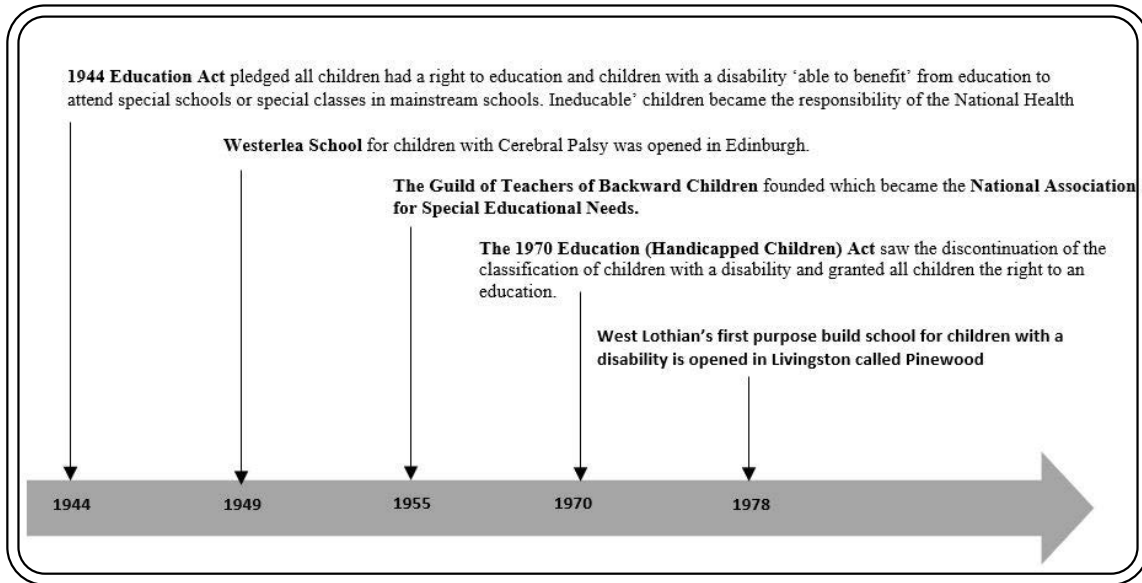 1944 Education Act pledged all children had a right to education and children with a disability ‘able to benefit’ from education to
attend special schools or special classes in mainstream schools. Ineducable’ children became the responsibility of the National Health
Westerlea School for children with Cerebral Palsy was opened in Edinburgh.
The Guild of Teachers of Backward Children founded which became the National Association
for Special Educational Needs.
The 1970 Education (Handicapped Children) Act saw the discontinuation of the
classification of children with a disability and granted all children the right to an
education.
West Lothian’s first purpose build school for children with a
disability is opened in Livingston called Pinewood
1944 1949 1955 1970 1978